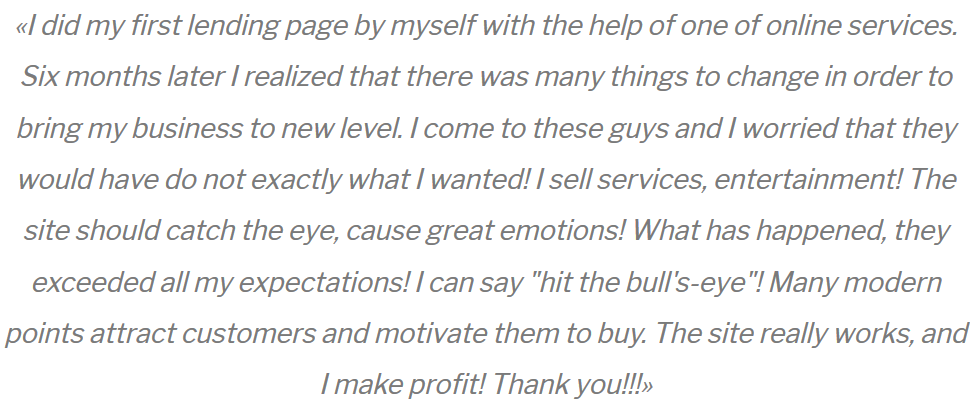 «I did my first lending page by myself with the help of one of online services.
Six months later I realized that there was many things to change in order to
bring my business to new level. I come to these guys and I worried that they
would have do not exactly what I wanted! I sell services, entertainment! The
site should catch the eye, cause great emotions! What has happened, they
exceeded all my expectations! I can say "hit the bull's-eye"! Many modern
points attract customers and motivate them to buy. The site really works, and
I make profit! Thank you!!!»